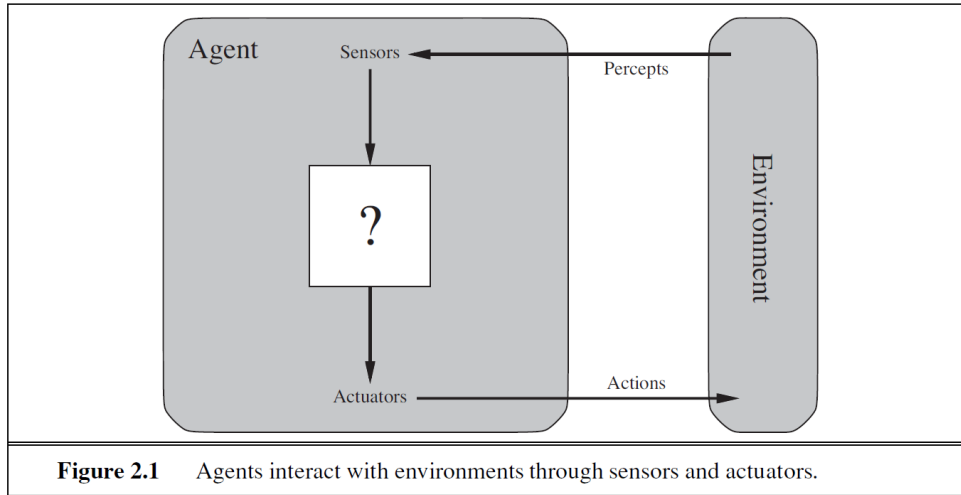 Agent
Sensors
Percepts
?
Environment
Actuators
Actions
Figure 2.1 Agents interact with environments through sensors and actuators.